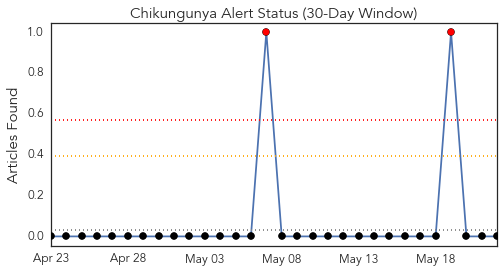 Chikungunya Alert Status (30-Day Window)
Articles Found
1.0
0.8
0.6
0.4
0.2
0.0
Apr 23 Apr 28 May 03 May 08 May 13 May 18